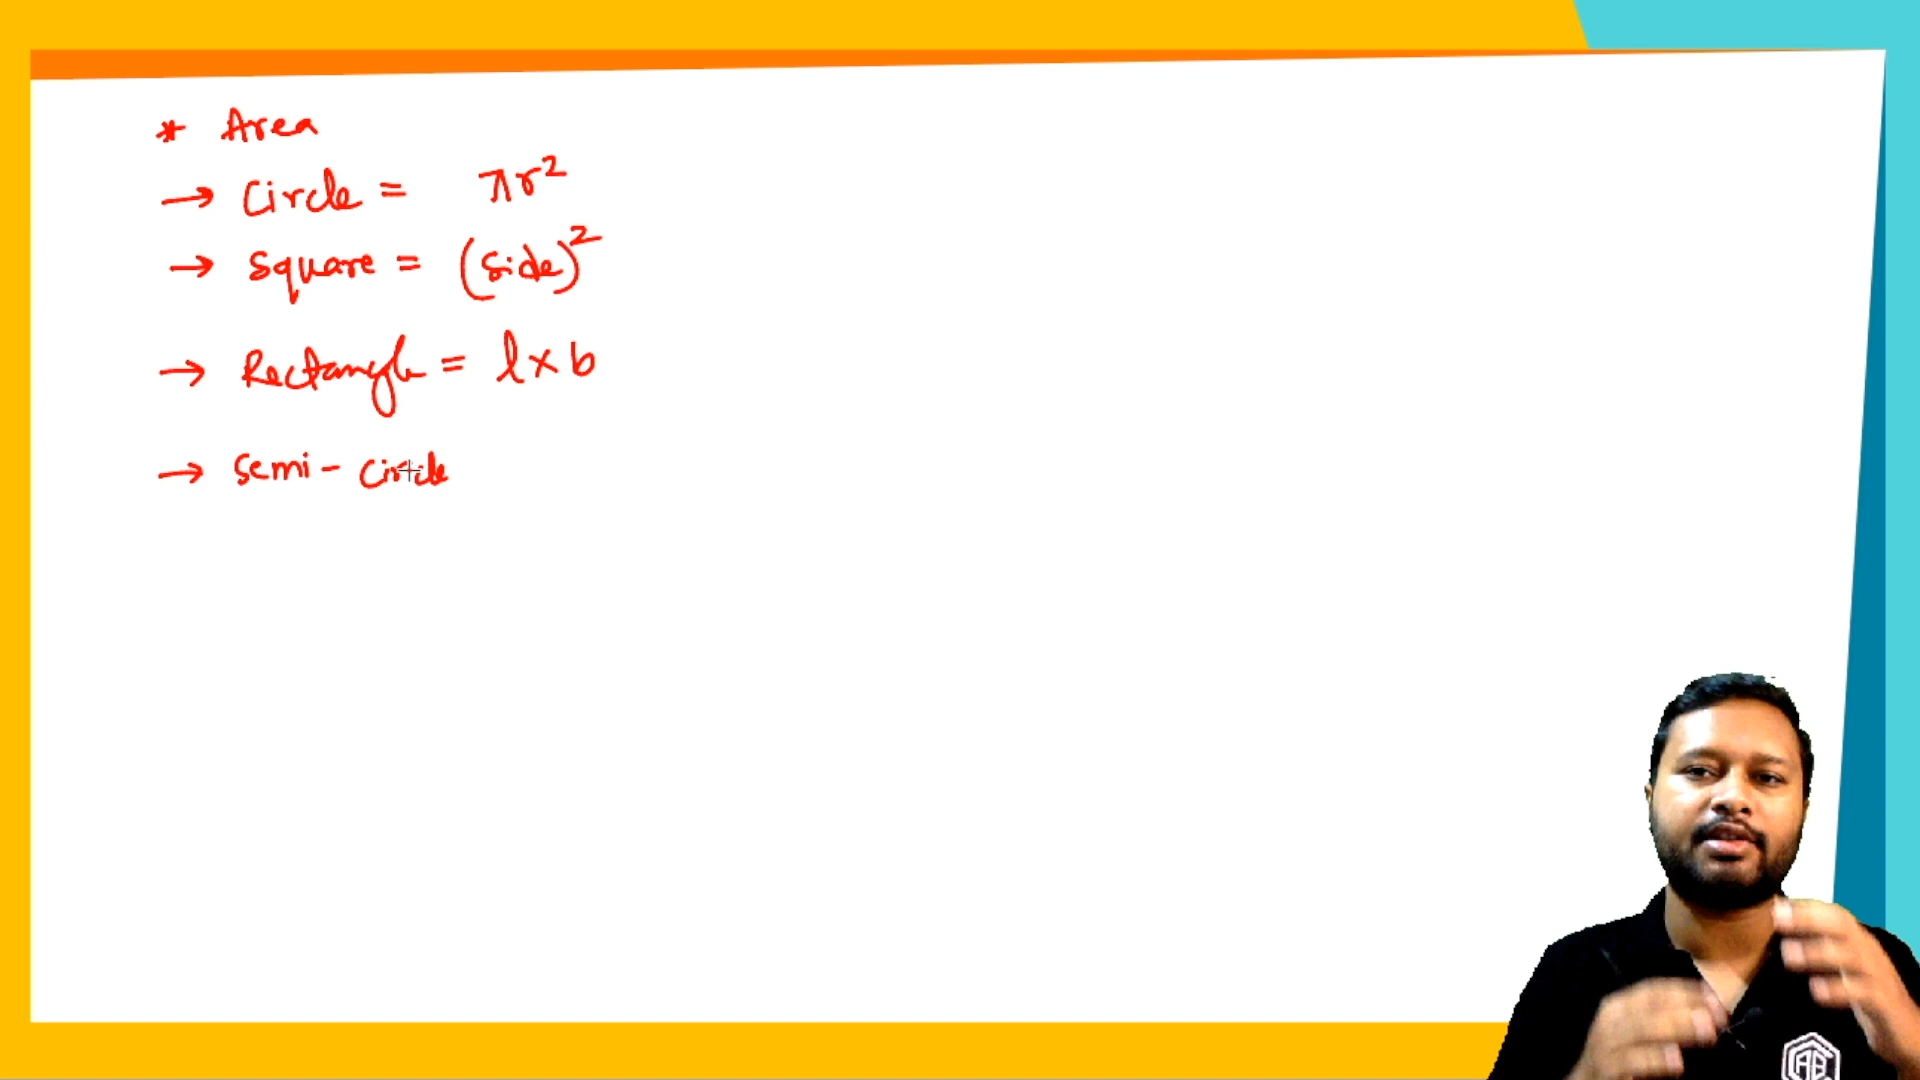 * Area
→ Circle = πr²
→ Square = (side)²
→ Rectangle = l × b
→ Semi - Circle